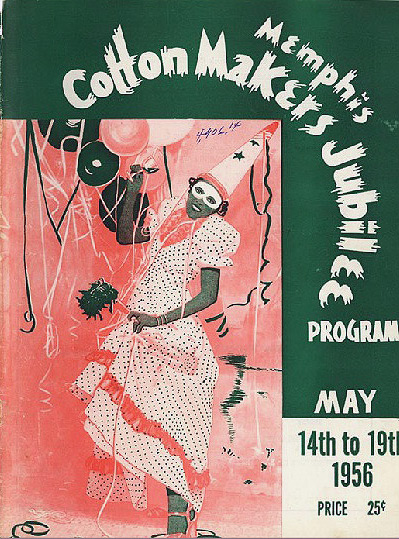 Memphis
Cotton Makers Jubilee
PROGRAM
MAY
14th to 19th
1956
PRICE 25¢